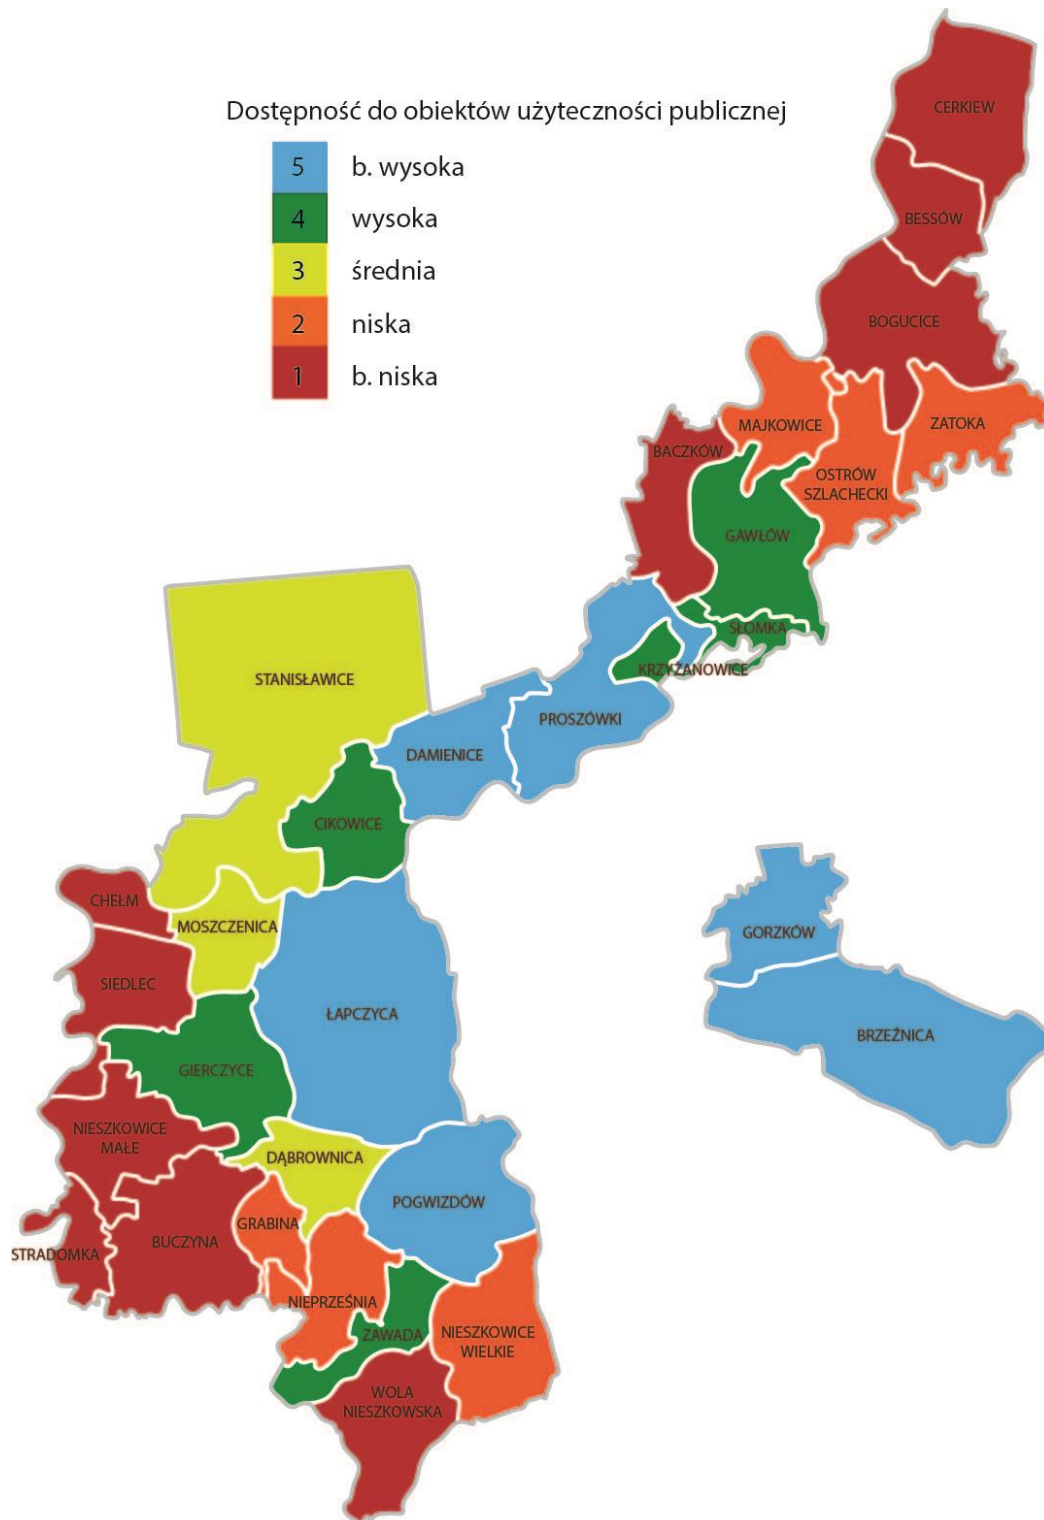 Dostępność do obiektów użyteczności publicznej
5 b. wysoka
4 wysoka
3 średnia
2 niska
1 b. niska
CERKIEW
BESSÓW
BOGUCICE
ZATOKA
MAJKOWICE
OSTRÓW
SZLACHECKI
BACZKÓW
GAWŁÓW
SŁOMKA
KRZYŻANOWICE
PROSZÓWKI
STANISŁAWICE
DAMIENICE
CIKOWICE
CHEŁM
MOSZCZENICA
GORZKÓW
SIEDLEC
ŁAPCZYCA
BRZEŹNICA
GIERCZYCE
NIESZKOWICE
MAŁE
DĄBROWNICA
POGWIZDÓW
GRABINA
BUCZYNA
STRADOMKA
NIEPRZEŚNIA
ZAWADA
NIESZKOWICE
WIELKIE
WOLA
NIESZKOWSKA